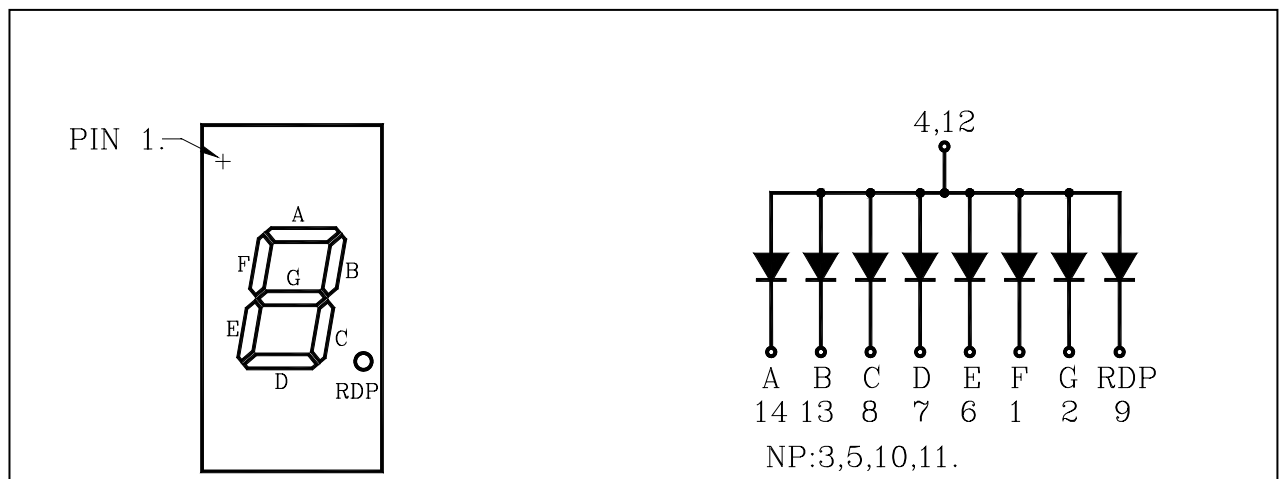 PIN 1.
A
F
B
G
E
C
D
RDP
4,12
A B C D E F G RDP
14 13 8 7 6 1 2 9
NP:3,5,10,11.